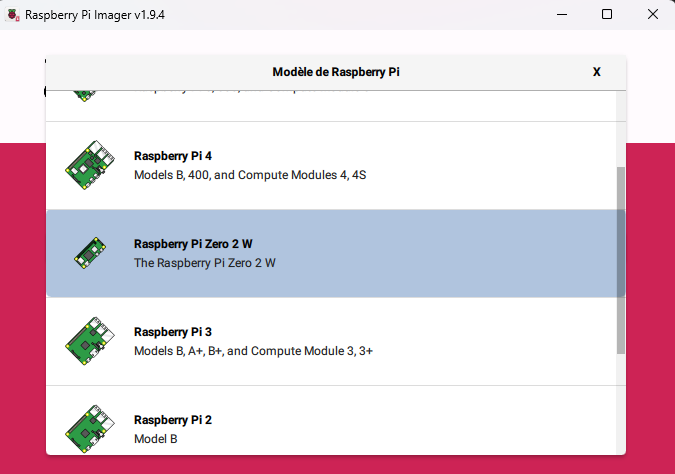 Raspberry Pi Imager v1.9.4
Modèle de Raspberry Pi
X
Raspberry Pi 4
Models B, 400, and Compute Modules 4, 4S
Raspberry Pi Zero 2 W
The Raspberry Pi Zero 2 W
Raspberry Pi 3
Models B, A+, B+, and Compute Module 3, 3+
Raspberry Pi 2
Model B